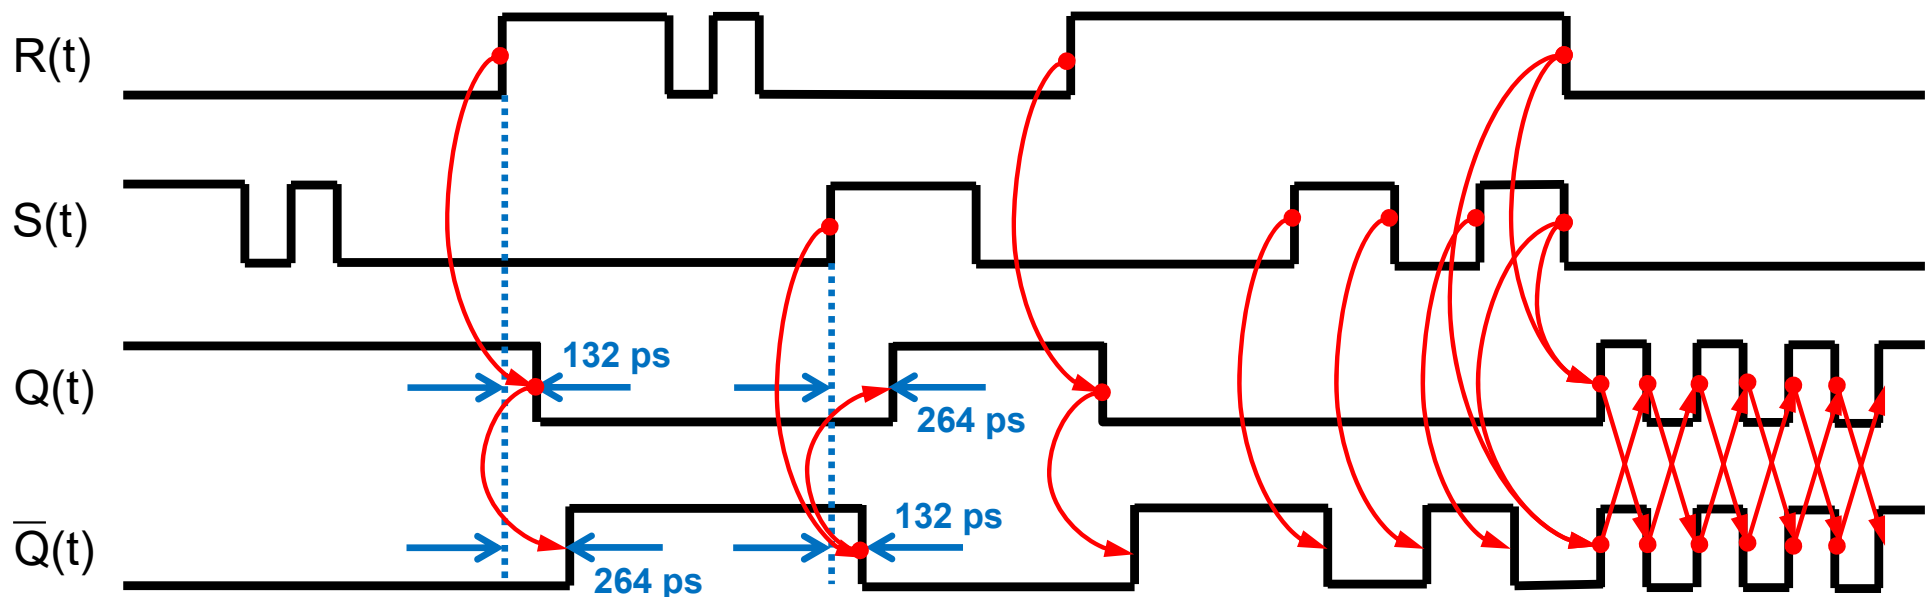 R(t)
S(t)
132 ps
Q(t)
264 ps
132 ps
Q̅(t)
264 ps